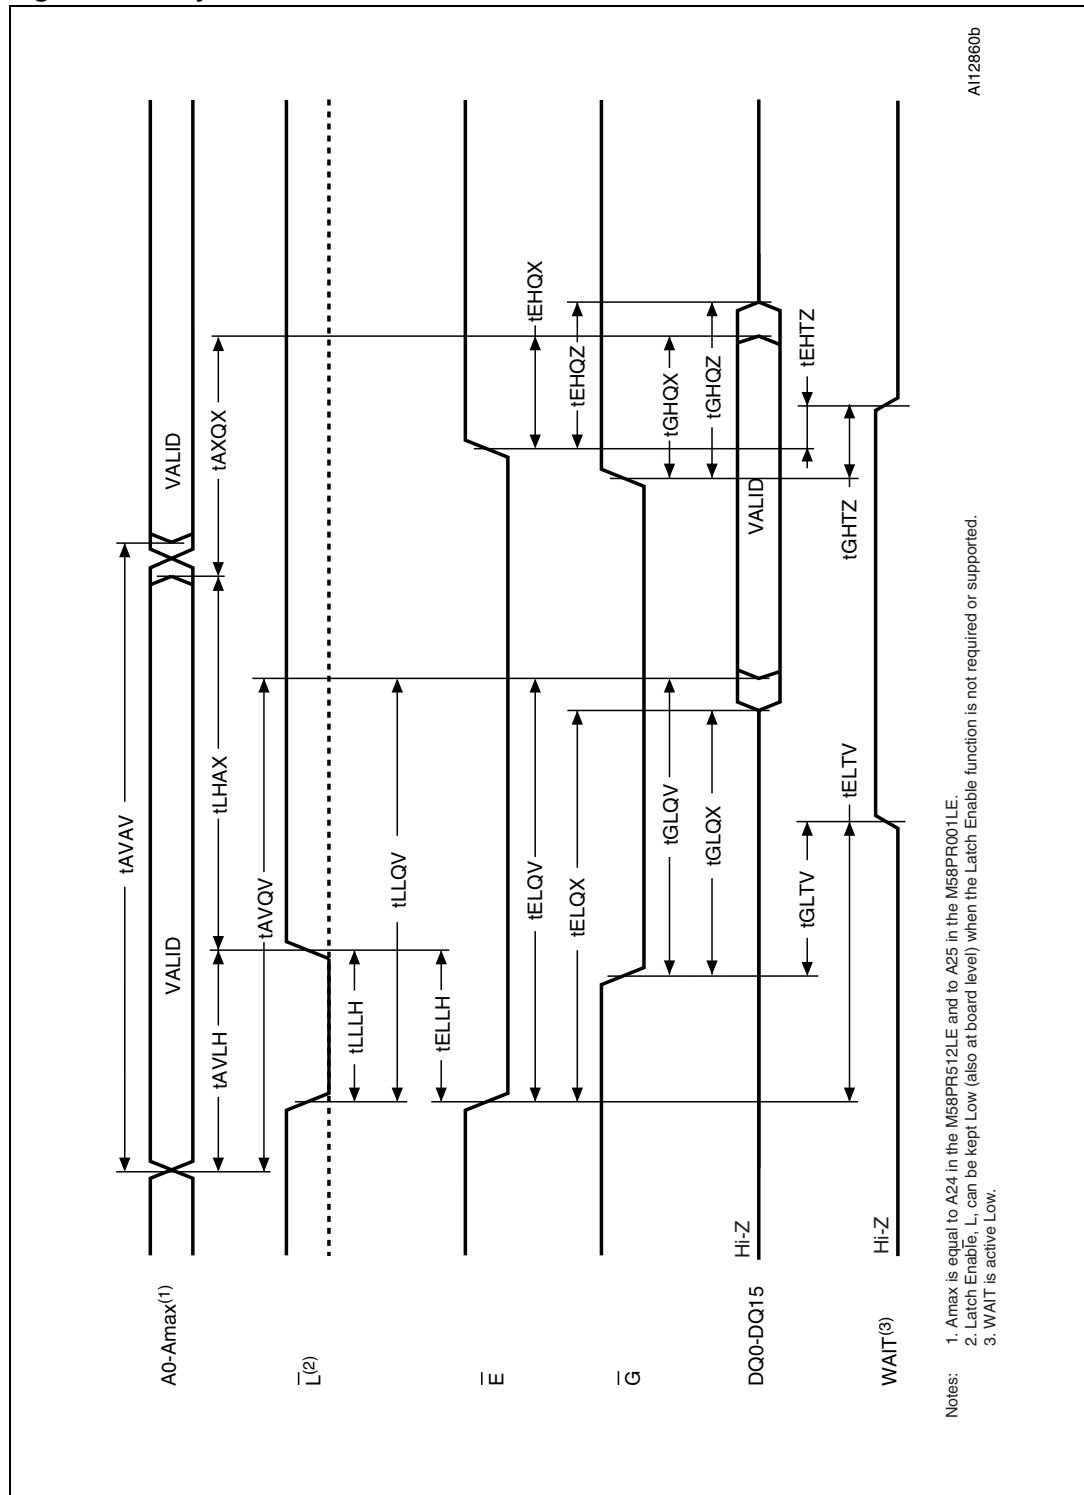 A0-Amax(1)
VALID
VALID
tAVAV
tAVLH
tLHAX
tAXQX
tAVQV
L(2)
tLLLH
tLLQV
tELLH
E
tELQV
tEHQX
tELQX
tEHQZ
G
tGLQV
tGHQX
tGLQX
tGHQZ
DQ0-DQ15
Hi-Z
VALID
tGLTV
tELTV
tEHTZ
tGHTZ
WAIT(3)
Hi-Z
Notes: 1. Amax is equal to A24 in the M58PR512LE and to A25 in the M58PR001LE.
2. Latch Enable, L, can be kept Low (also at board level) when the Latch Enable function is not required or supported.
3. WAIT is active Low.
AI12860b